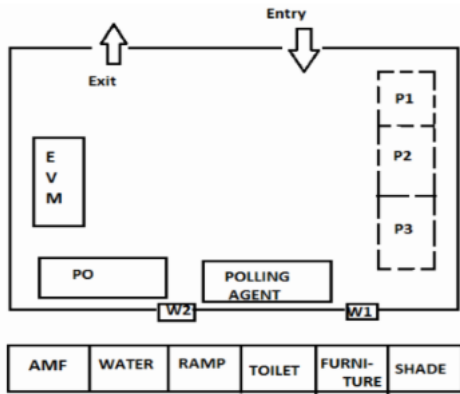 Entry
Exit
P1
E
V
M
P2
P3
PO
POLLING
AGENT
W2
W1
AMF
WATER
RAMP
TOILET
FURNI-
TURE
SHADE